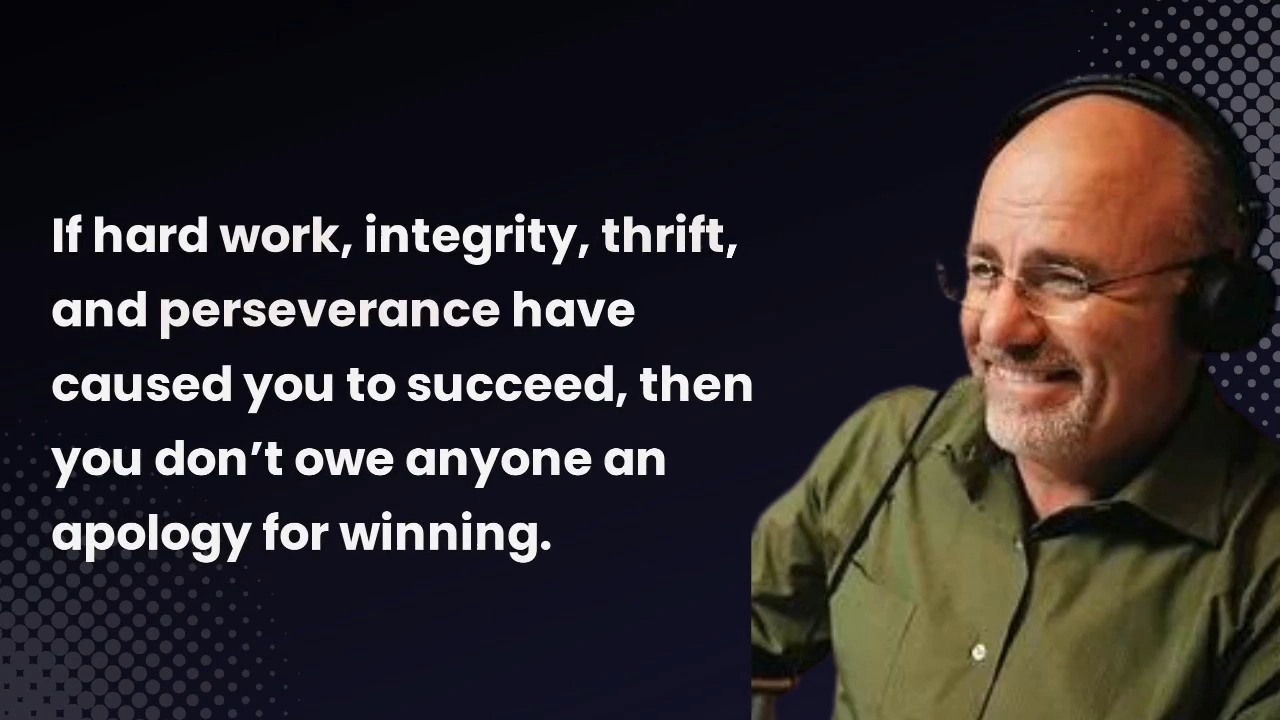 If hard work, integrity, thrift,
and perseverance have
caused you to succeed, then
you don’t owe anyone an
apology for winning.